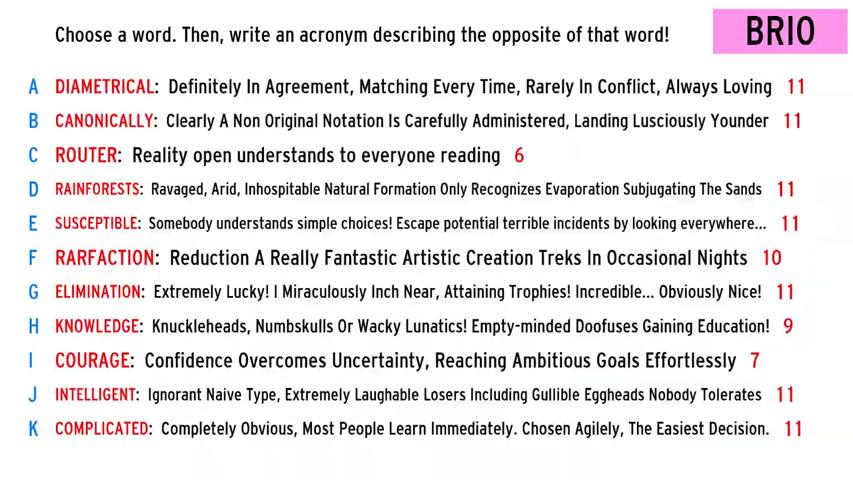 Choose a word. Then, write an acronym describing the opposite of that word!
BRIO
A DIAMETRICAL: Definitely In Agreement, Matching Every Time, Rarely In Conflict, Always Loving 11
B CANONICALLY: Clearly A Non Original Notation Is Carefully Administered, Landing Lusciously Younder 11
C ROUTER: Reality open understands to everyone reading 6
D RAINFORESTS: Ravaged, Arid, Inhospitable Natural Formation Only Recognizes Evaporation Subjugating The Sands 11
E SUSCEPTIBLE: Somebody understands simple choices! Escape potential terrible incidents by looking everywhere... 11
F RARFACTION: Reduction A Really Fantastic Artistic Creation Treks In Occasional Nights 10
G ELIMINATION: Extremely Lucky! I Miraculously Inch Near, Attaining Trophies! Incredible... Obviously Nice! 11
H KNOWLEDGE: Knuckleheads, Numbskulls Or Wacky Lunatics! Empty-minded Doofuses Gaining Education! 9
I COURAGE: Confidence Overcomes Uncertainty, Reaching Ambitious Goals Effortlessly 7
J INTELLIGENT: Ignorant Naive Type, Extremely Laughable Losers Including Gullible Eggheads Nobody Tolerates 11
K COMPLICATED: Completely Obvious, Most People Learn Immediately. Chosen Agilely, The Easiest Decision. 11